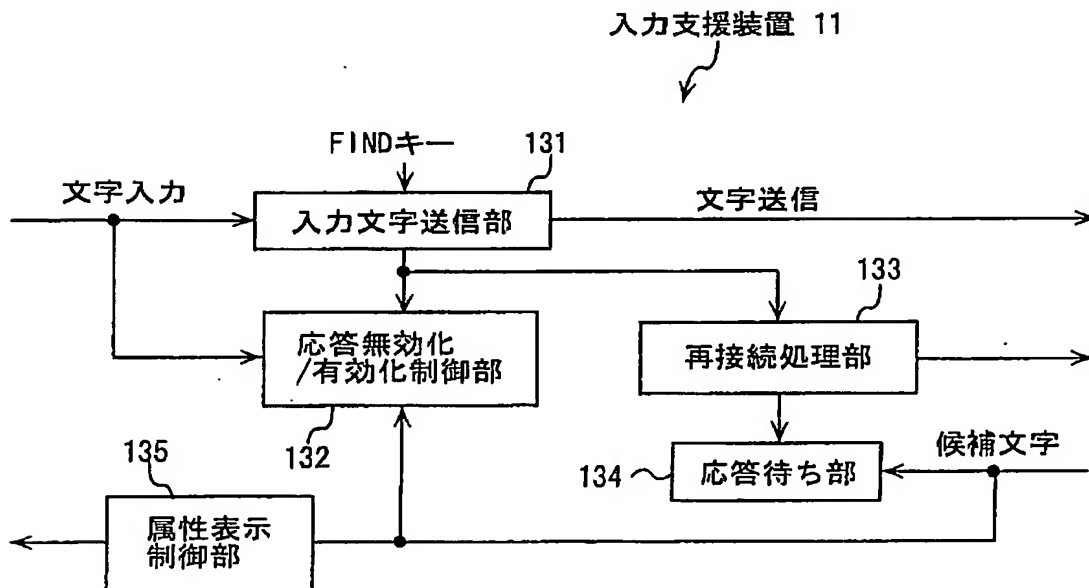 入力支援装置 11
FINDキー
131
文字入力
文字送信
入力文字送信部
133
応答無効化
/有効化制御部
再接続処理部
132
候補文字
135
134
応答待ち部
属性表示
制御部